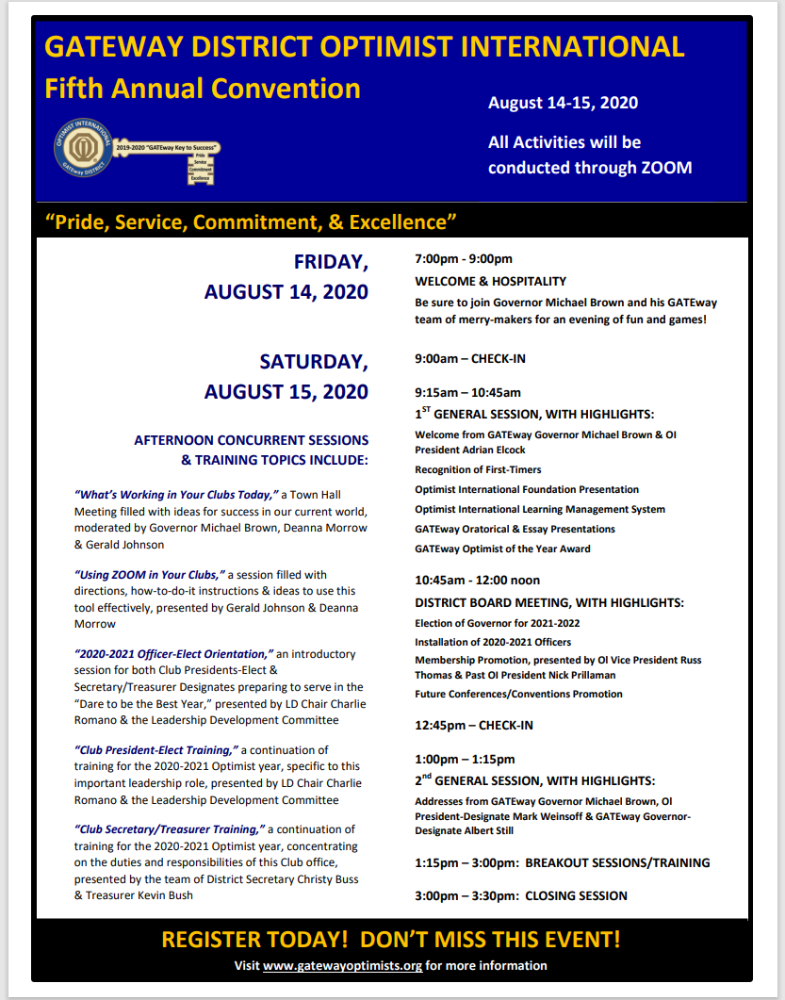 GATEWAY DISTRICT OPTIMIST INTERNATIONAL
Fifth Annual Convention
August 14-15, 2020
All Activities will be
conducted through ZOOM
OPTIMIST INTERNATIONAL
GATEway DISTRICT
2019-2020 “GATEway Key to Success”
Pride
Service
Commitment
Excellence
“Pride, Service, Commitment, & Excellence”
FRIDAY,
AUGUST 14, 2020
7:00pm - 9:00pm
WELCOME & HOSPITALITY
Be sure to join Governor Michael Brown and his GATEway
team of merry-makers for an evening of fun and games!
SATURDAY,
AUGUST 15, 2020
AFTERNOON CONCURRENT SESSIONS
& TRAINING TOPICS INCLUDE:
“What’s Working in Your Clubs Today,” a Town Hall
Meeting filled with ideas for success in our current world,
moderated by Governor Michael Brown, Deanna Morrow
& Gerald Johnson
“Using ZOOM in Your Clubs,” a session filled with
directions, how-to-do-it instructions & ideas to use this
tool effectively, presented by Gerald Johnson & Deanna
Morrow
“2020-2021 Officer-Elect Orientation,” an introductory
session for both Club Presidents-Elect &
Secretary/Treasurer Designates preparing to serve in the
“Dare to be the Best Year,” presented by LD Chair Charlie
Romano & the Leadership Development Committee
“Club President-Elect Training,” a continuation of
training for the 2020-2021 Optimist year, specific to this
important leadership role, presented by LD Chair Charlie
Romano & the Leadership Development Committee
“Club Secretary/Treasurer Training,” a continuation of
training for the 2020-2021 Optimist year, concentrating
on the duties and responsibilities of this Club office,
presented by the team of District Secretary Christy Buss
& Treasurer Kevin Bush
9:00am – CHECK-IN
9:15am – 10:45am
1ST GENERAL SESSION, WITH HIGHLIGHTS:
Welcome from GATEway Governor Michael Brown & OI
President Adrian Elcock
Recognition of First-Timers
Optimist International Foundation Presentation
Optimist International Learning Management System
GATEway Oratorical & Essay Presentations
GATEway Optimist of the Year Award
10:45am - 12:00 noon
DISTRICT BOARD MEETING, WITH HIGHLIGHTS:
Election of Governor for 2021-2022
Installation of 2020-2021 Officers
Membership Promotion, presented by OI Vice President Russ
Thomas & Past OI President Nick Prillaman
Future Conferences/Conventions Promotion
12:45pm – CHECK-IN
1:00pm – 1:15pm
2nd GENERAL SESSION, WITH HIGHLIGHTS:
Addresses from GATEway Governor Michael Brown, OI
President-Designate Mark Weinsoff & GATEway Governor-
Designate Albert Still
1:15pm – 3:00pm: BREAKOUT SESSIONS/TRAINING
3:00pm – 3:30pm: CLOSING SESSION
REGISTER TODAY! DON’T MISS THIS EVENT!
Visit www.gatewayoptimists.org for more information